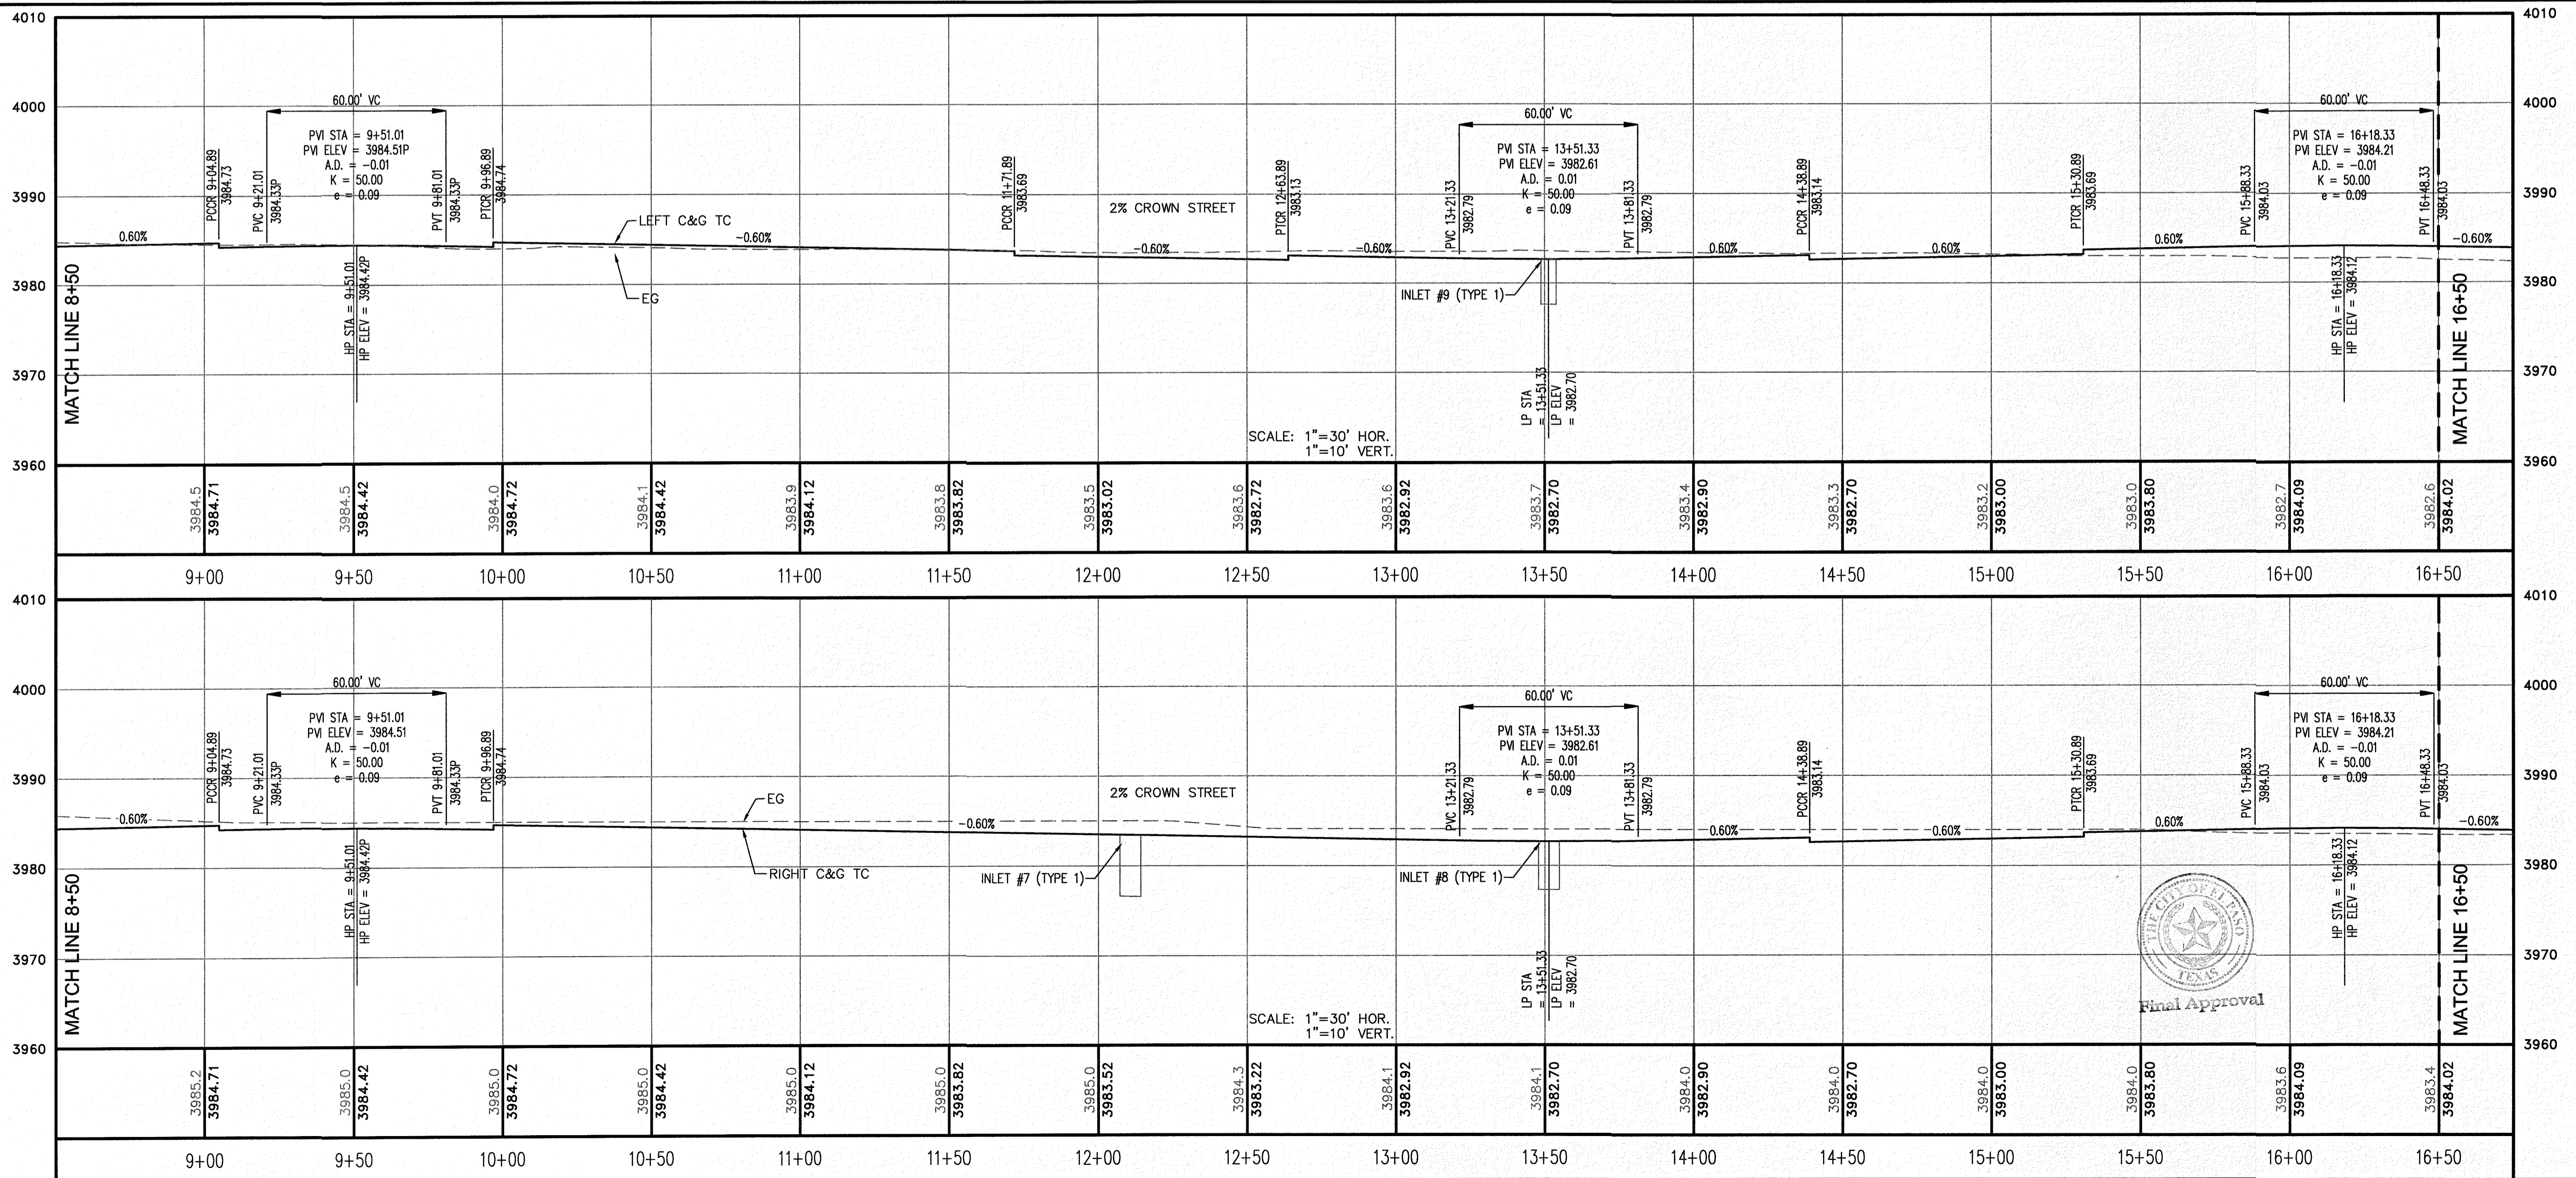 4010
4010
4000
4000
3990
3990
3980
3980
3970
3970
3960
3960
MATCH LINE 8+50
0.60%
PCCR 9+04.89
3984.73
PVC 9+21.01
3984.33P
60.00' VC
PVI STA = 9+51.01
PVI ELEV = 3984.51P
A.D. = -0.01
K = 50.00
e = 0.09
PVT 9+81.01
3984.33P
PTCR 9+96.89
3984.74
HP STA = 9+51.01
HP ELEV = 3984.42P
LEFT C&G TC
EG
-0.60%
PCCR 11+71.89
3983.69
2% CROWN STREET
-0.60%
PTCR 12+63.89
3983.13
-0.60%
PVC 13+21.33
3982.79
60.00' VC
PVI STA = 13+51.33
PVI ELEV = 3982.61
A.D. = 0.01
K = 50.00
e = 0.09
PVT 13+81.33
3982.79
INLET #9 (TYPE 1)
LP STA
= 13+51.33
LP ELEV
= 3982.70
SCALE: 1"=30' HOR.
1"=10' VERT.
0.60%
PCCR 14+38.89
3983.14
0.60%
PTCR 15+30.89
3983.69
0.60%
PVC 15+88.33
3984.03
60.00' VC
PVI STA = 16+18.33
PVI ELEV = 3984.21
A.D. = -0.01
K = 50.00
e = 0.09
PVT 16+48.33
3984.03
-0.60%
HP STA = 16+18.33
HP ELEV = 3984.12
MATCH LINE 16+50
3984.5
3984.71
3984.5
3984.42
3984.0
3984.72
3984.1
3984.42
3983.9
3984.12
3983.8
3983.82
3983.5
3983.02
3983.6
3982.72
3983.6
3982.92
3983.7
3982.70
3983.4
3982.90
3983.3
3982.70
3983.2
3983.00
3983.0
3983.80
3982.7
3984.09
3982.6
3984.02
9+00 9+50 10+00 10+50 11+00 11+50 12+00 12+50 13+00 13+50 14+00 14+50 15+00 15+50 16+00 16+50
4010
4010
4000
4000
3990
3990
3980
3980
3970
3970
3960
3960
MATCH LINE 8+50
0.60%
PCCR 9+04.89
3984.73
PVC 9+21.01
3984.33P
60.00' VC
PVI STA = 9+51.01
PVI ELEV = 3984.51
A.D. = -0.01
K = 50.00
e = 0.09
PVT 9+81.01
3984.33P
PTCR 9+96.89
3984.74
HP STA = 9+51.01
HP ELEV = 3984.42P
EG
RIGHT C&G TC
-0.60%
INLET #7 (TYPE 1)
2% CROWN STREET
PVC 13+21.33
3982.79
60.00' VC
PVI STA = 13+51.33
PVI ELEV = 3982.61
A.D. = 0.01
K = 50.00
e = 0.09
PVT 13+81.33
3982.79
INLET #8 (TYPE 1)
LP STA
= 13+51.33
LP ELEV
= 3982.70
SCALE: 1"=30' HOR.
1"=10' VERT.
0.60%
PCCR 14+38.89
3983.14
0.60%
PTCR 15+30.89
3983.69
0.60%
PVC 15+88.33
3984.03
60.00' VC
PVI STA = 16+18.33
PVI ELEV = 3984.21
A.D. = -0.01
K = 50.00
e = 0.09
PVT 16+48.33
3984.03
-0.60%
HP STA = 16+18.33
HP ELEV = 3984.12
THE CITY OF EL PASO
TEXAS
Final Approval
MATCH LINE 16+50
3985.2
3984.71
3985.0
3984.42
3985.0
3984.72
3985.0
3984.42
3985.0
3984.12
3985.0
3983.82
3985.0
3983.52
3984.3
3983.22
3984.1
3982.92
3984.1
3982.70
3984.0
3982.90
3984.0
3982.70
3984.0
3983.00
3984.0
3983.80
3983.6
3984.09
3983.4
3984.02
9+00 9+50 10+00 10+50 11+00 11+50 12+00 12+50 13+00 13+50 14+00 14+50 15+00 15+50 16+00 16+50